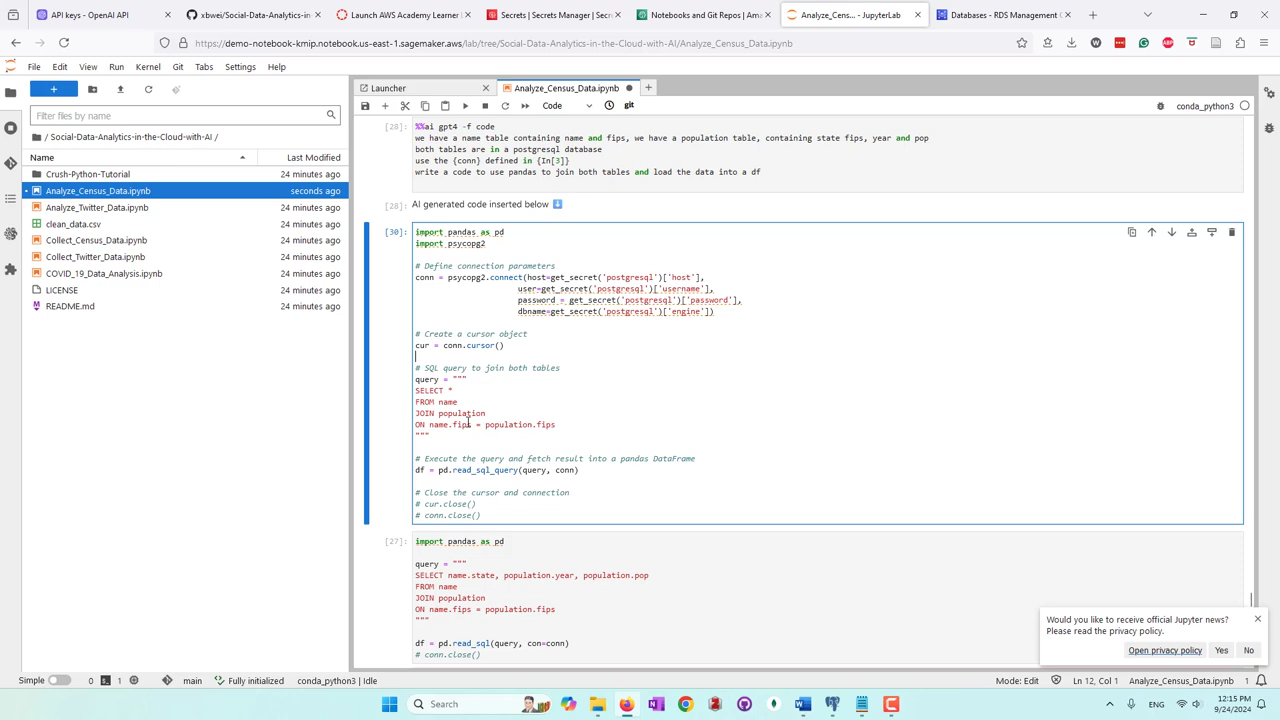 API keys - OpenAI API
xbwei/Social-Data-Analytics-in
Launch AWS Academy Learner
Secrets | Secrets Manager | Sec
Notebooks and Git Repos | Am
Analyze_Cens... - JupyterLab
Databases - RDS Management
https://demo-notebook-kmip.notebook.us-east-1.sagemaker.aws/lab/tree/Social-Data-Analytics-in-the-Cloud-with-AI/Analyze_Census_Data.ipynb
File Edit View Run Kernel Git Tabs Settings Help
Launcher
Analyze_Census_Data.ipynb
Code
git
conda_python3
Filter files by name
/ Social-Data-Analytics-in-the-Cloud-with-AI /
Name Last Modified
Crush-Python-Tutorial 24 minutes ago
Analyze_Census_Data.ipynb seconds ago
Analyze_Twitter_Data.ipynb 24 minutes ago
clean_data.csv 24 minutes ago
Collect_Census_Data.ipynb 24 minutes ago
Collect_Twitter_Data.ipynb 24 minutes ago
COVID_19_Data_Analysis.ipynb 24 minutes ago
LICENSE 24 minutes ago
README.md 24 minutes ago
[28]: %%ai gpt4 -f code
we have a name table containing name and fips, we have a population table, containing state fips, year and pop
both tables are in a postgresql database
use the {conn} defined in {In[3]}
write a code to use pandas to join both tables and load the data into a df
[28]: AI generated code inserted below
[30]: import pandas as pd
import psycopg2
# Define connection parameters
conn = psycopg2.connect(host=get_secret('postgresql')['host'],
user=get_secret('postgresql')['username'],
password = get_secret('postgresql')['password'],
dbname=get_secret('postgresql')['engine'])
# Create a cursor object
cur = conn.cursor()
# SQL query to join both tables
query = """
SELECT *
FROM name
JOIN population
ON name.fips = population.fips
"""
# Execute the query and fetch result into a pandas DataFrame
df = pd.read_sql_query(query, conn)
# Close the cursor and connection
# cur.close()
# conn.close()
[27]: import pandas as pd
query = """
SELECT name.state, population.year, population.pop
FROM name
JOIN population
ON name.fips = population.fips
"""
df = pd.read_sql(query, con=conn)
# conn.close()
Would you like to receive official Jupyter news?
Please read the privacy policy.
Open privacy policy Yes No
Simple 0 1 main Fully initialized conda_python3 | Idle Mode: Edit Ln 12, Col 1 Analyze_Census_Data.ipynb
Search
ENG
12:15 PM
9/24/2024